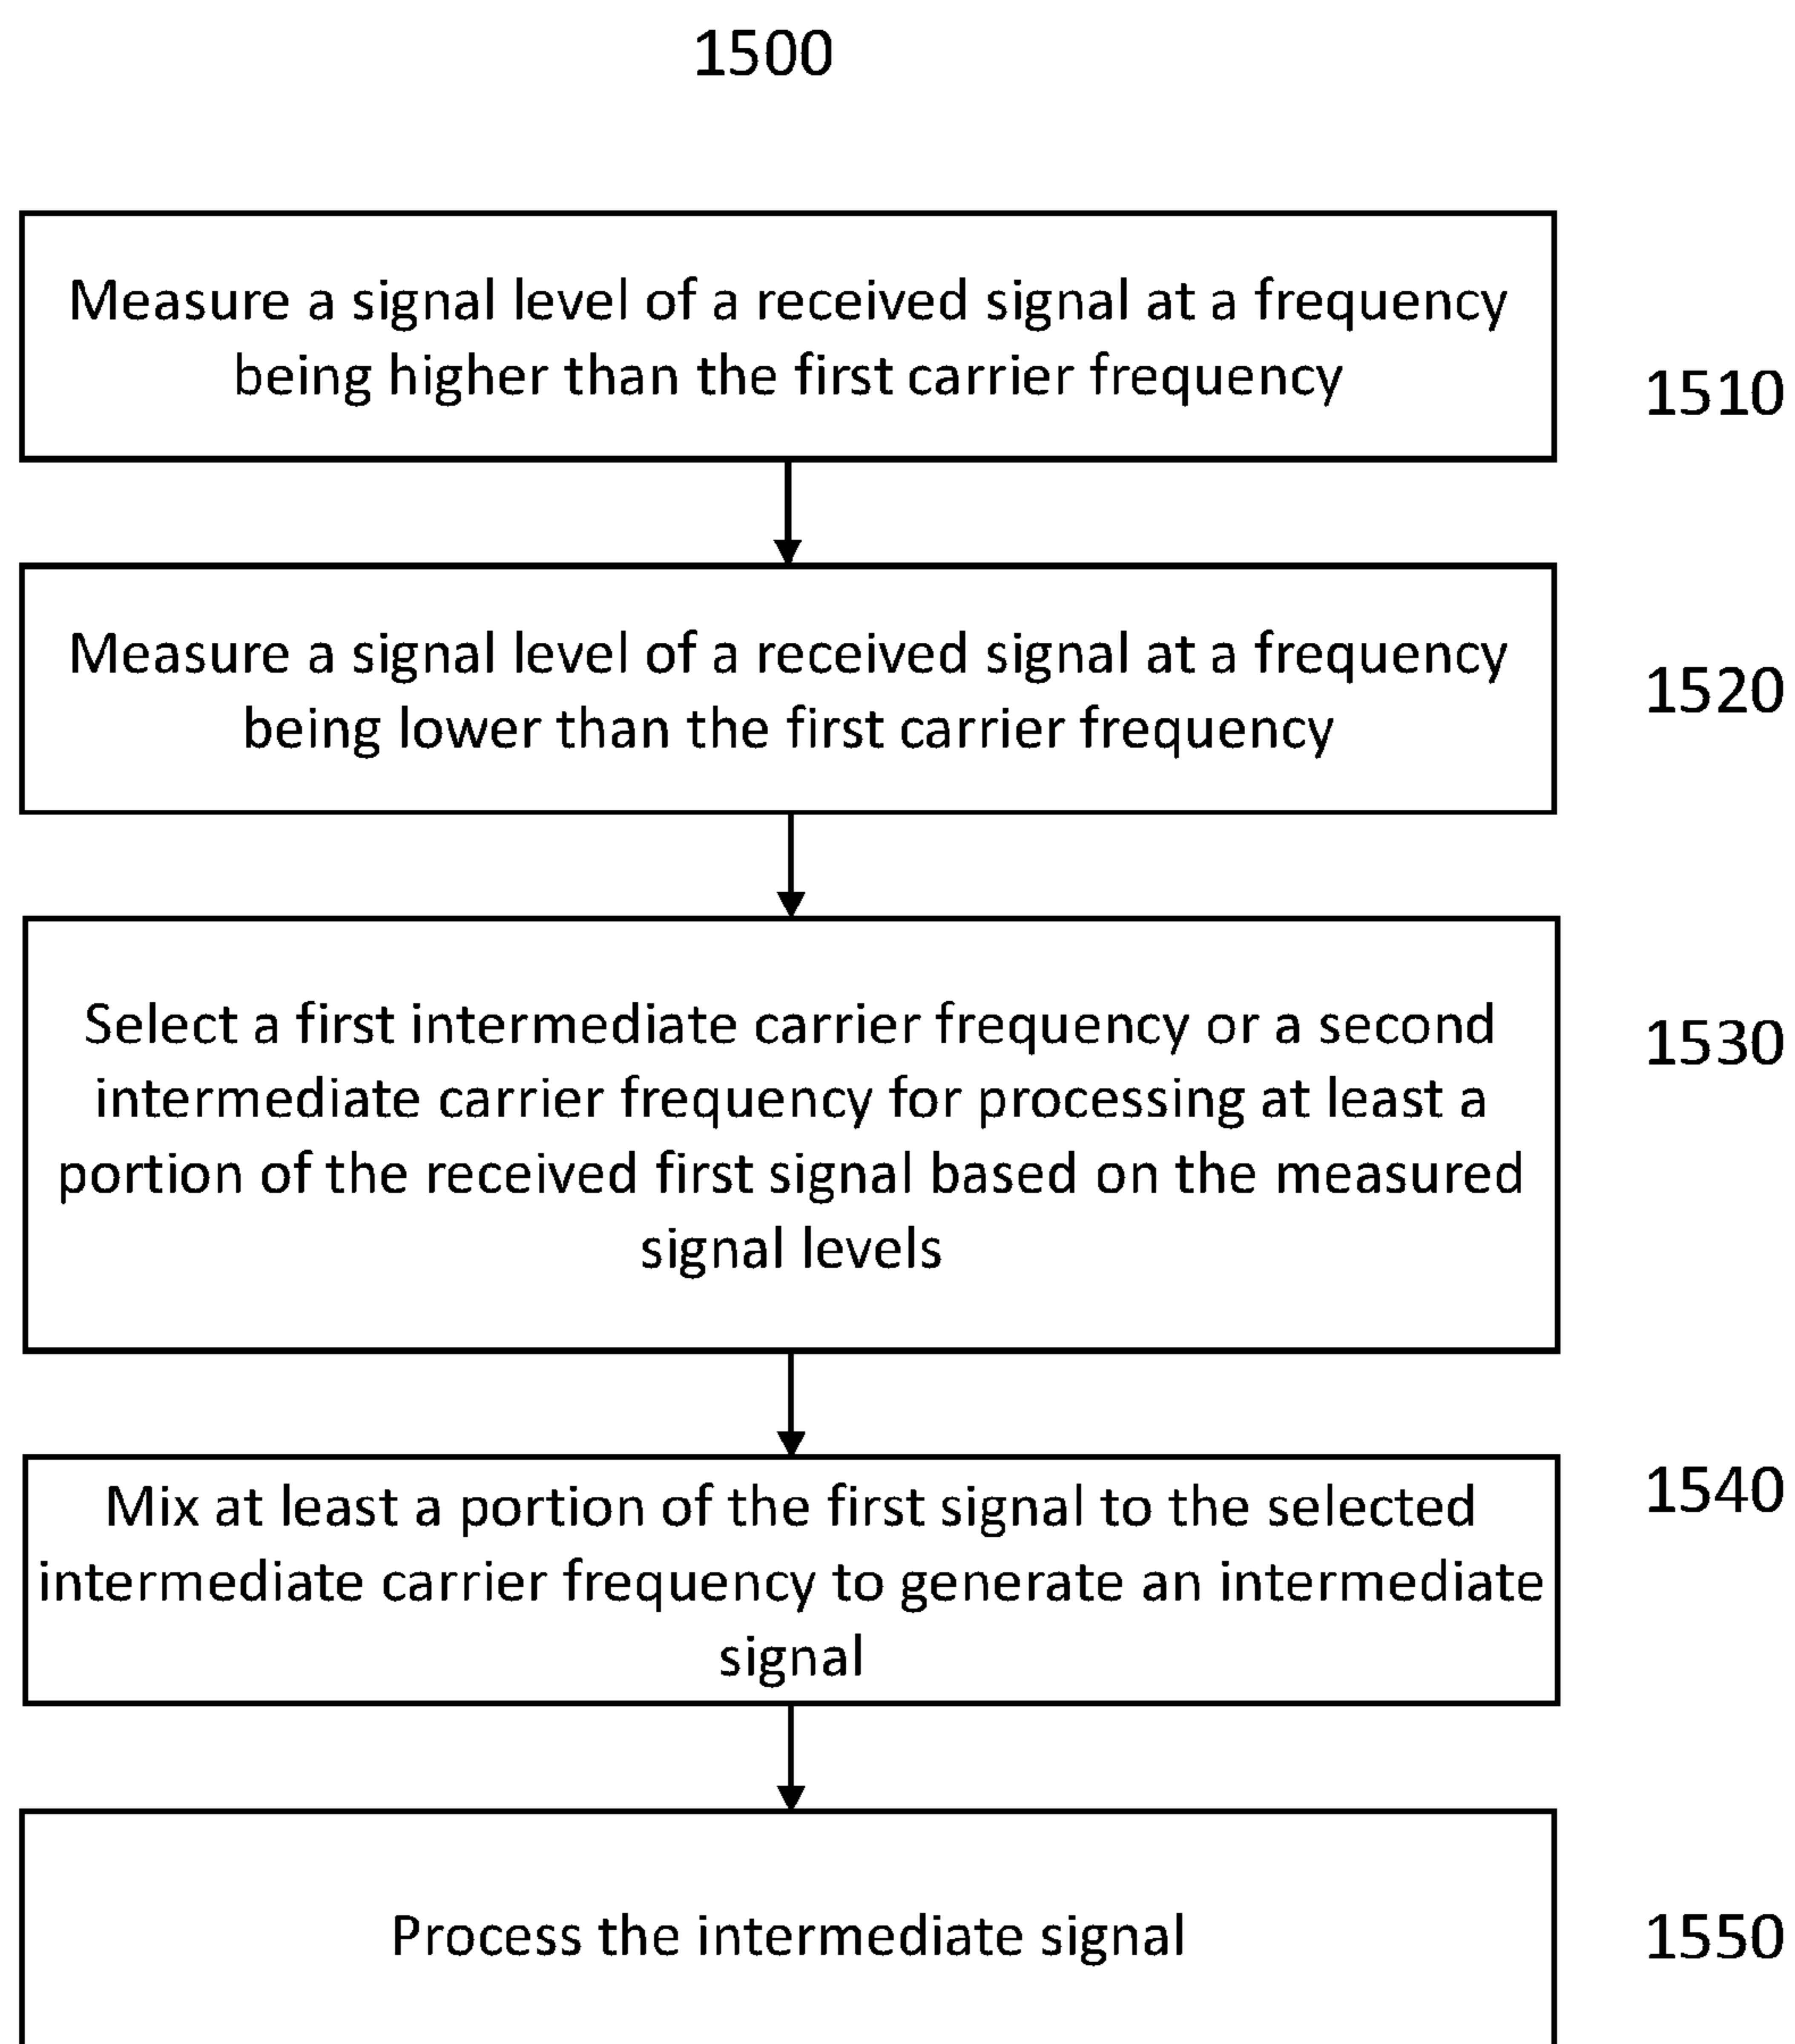 1500
Measure a signal level of a received signal at a frequency
being higher than the first carrier frequency
1510
Measure a signal level of a received signal at a frequency
being lower than the first carrier frequency
1520
Select a first intermediate carrier frequency or a second
intermediate carrier frequency for processing at least a
portion of the received first signal based on the measured
signal levels
1530
Mix at least a portion of the first signal to the selected
intermediate carrier frequency to generate an intermediate
signal
1540
Process the intermediate signal
1550